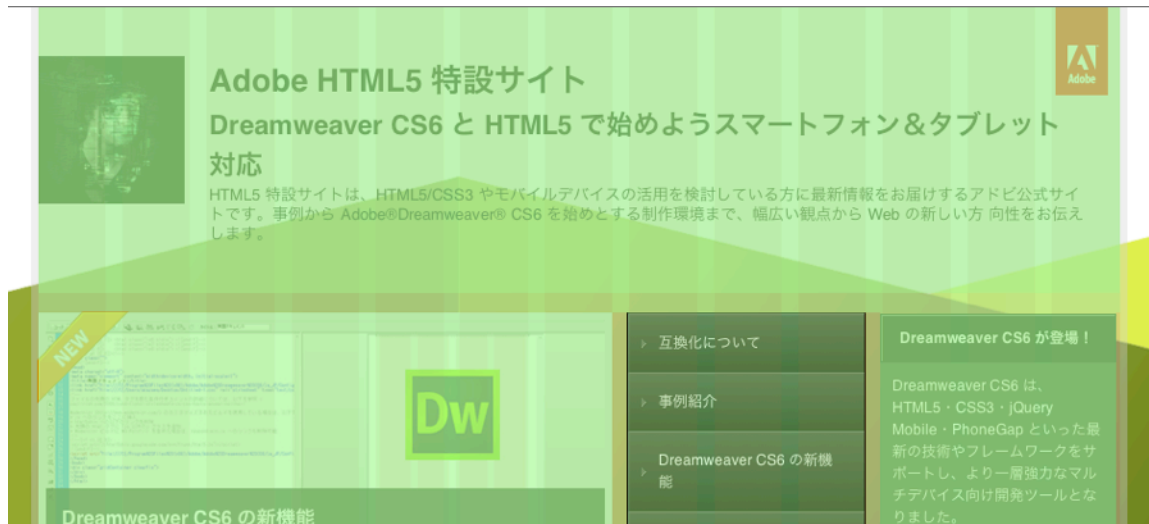 Adobe HTML5 特設サイト
Adobe
Dreamweaver CS6 と HTML5 で始めようスマートフォン＆タブレット
対応
HTML5 特設サイトは、HTML5/CSS3 やモバイルデバイスの活用を検討している方に最新情報をお届けするアドビ公式サイ
トです。事例から Adobe®Dreamweaver® CS6 を始めとする制作環境まで、幅広い観点から Web の新しい方 向性をお伝え
します。
NEW
Dw
Dreamweaver CS6 の新機能
互換化について
事例紹介
Dreamweaver CS6 の新機
能
Dreamweaver CS6 が登場！
Dreamweaver CS6 は、
HTML5・CSS3・jQuery
Mobile・PhoneGap といった最
新の技術やフレームワークをサ
ポートし、より一層強力なマル
チデバイス向け開発ツールとな
りました。